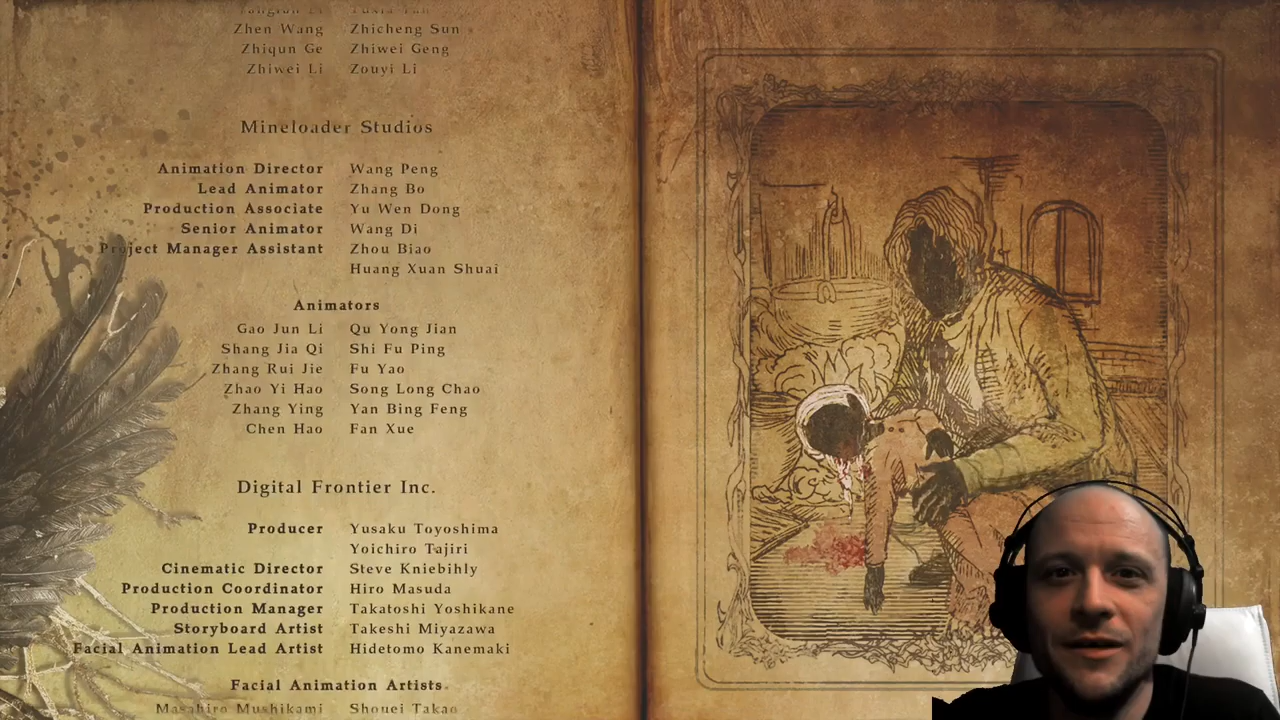 Zhen Wang Zhicheng Sun
Zhiqun Ge Zhiwei Geng
Zhiwei Li Zouyi Li
Mineloader Studios
Animation Director Wang Peng
Lead Animator Zhang Bo
Production Associate Yu Wen Dong
Senior Animator Wang Di
Project Manager Assistant Zhou Biao
Huang Xuan Shuai
Animators
Gao Jun Li Qu Yong Jian
Shang Jia Qi Shi Fu Ping
Zhang Rui Jie Fu Yao
Zhao Yi Hao Song Long Chao
Zhang Ying Yan Bing Feng
Chen Hao Fan Xue
Digital Frontier Inc.
Producer Yusaku Toyoshima
Yoichiro Tajiri
Cinematic Director Steve Kniebihly
Production Coordinator Hiro Masuda
Production Manager Takatoshi Yoshikane
Storyboard Artist Takeshi Miyazawa
Facial Animation Lead Artist Hidetomo Kanemaki
Facial Animation Artists
Masahiro Mushikami Shouei Takao